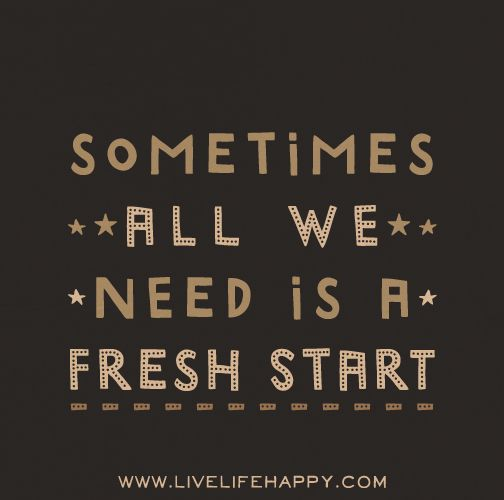 SOMETiMES
ALL WE
NEED iS A
FRESH START
WWW.LIVELIFEHAPPY.COM